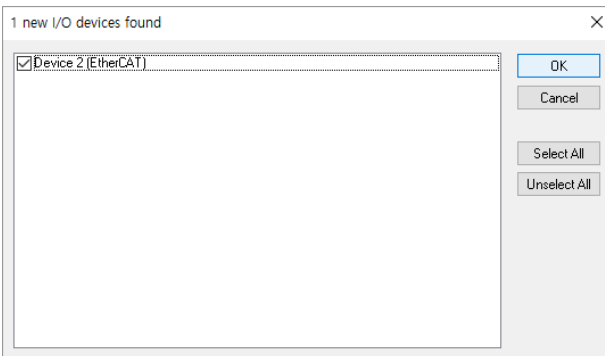 1 new I/O devices found
Device 2 (EtherCAT)
OK
Cancel
Select All
Unselect All